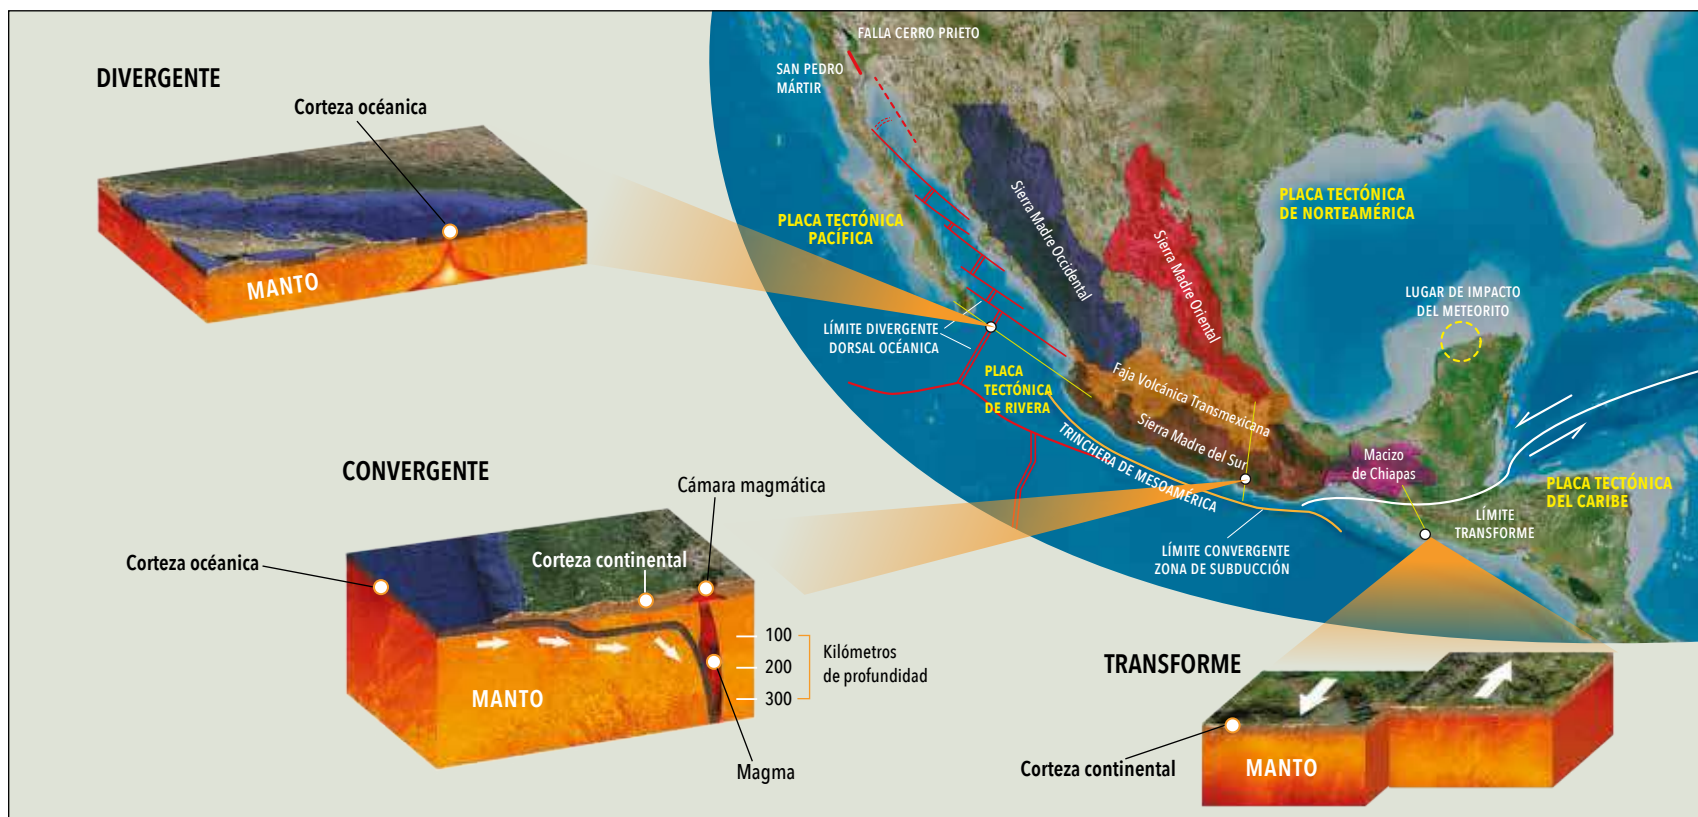 DIVERGENTE
Corteza océanica
MANTO
FALLA CERRO PRIETO
SAN PEDRO
MÁRTIR
PLACA TECTÓNICA
PACÍFICA
Sierra Madre Occidental
Sierra Madre Oriental
PLACA TECTÓNICA
DE NORTEAMÉRICA
LUGAR DE IMPACTO
DEL METEORITO
LÍMITE DIVERGENTE
DORSAL OCÉANICA
PLACA
TECTÓNICA
DE RIVERA
Faja Volcánica Transmexicana
Sierra Madre del Sur
TRINCHERA DE MESOAMÉRICA
Macizo
de Chiapas
PLACA TECTÓNICA
DEL CARIBE
LÍMITE
TRANSFORME
LÍMITE CONVERGENTE
ZONA DE SUBDUCCIÓN
CONVERGENTE
Cámara magmática
Corteza océanica
Corteza continental
100
200
300
Kilómetros
de profundidad
MANTO
Magma
TRANSFORME
Corteza continental
MANTO